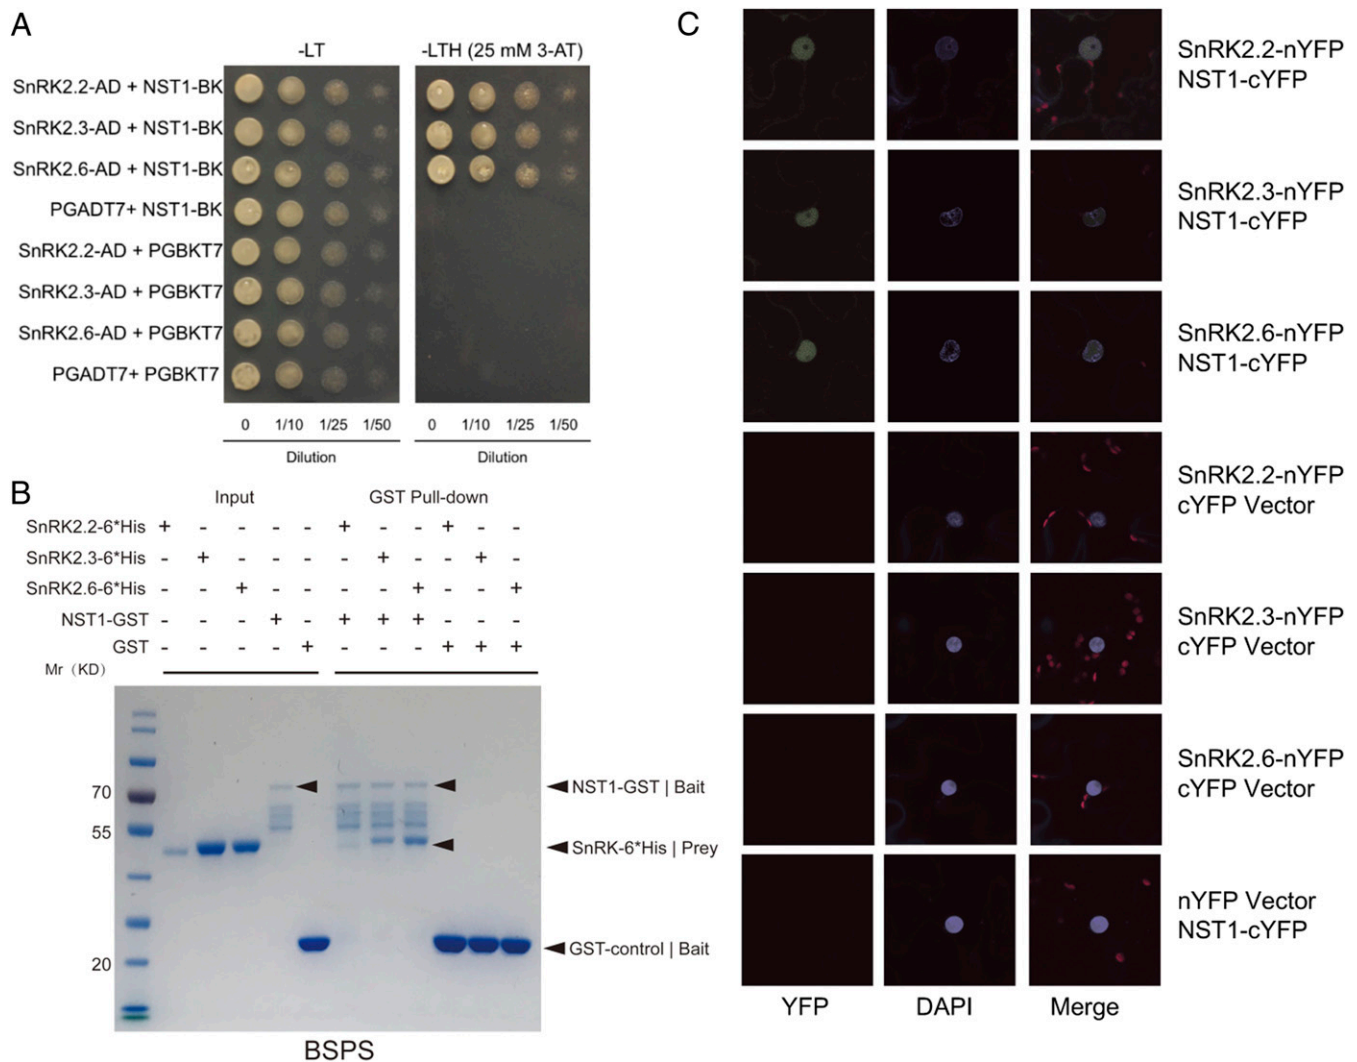 A
-LT
-LTH (25 mM 3-AT)
SnRK2.2-AD + NST1-BK
SnRK2.3-AD + NST1-BK
SnRK2.6-AD + NST1-BK
PGADT7+ NST1-BK
SnRK2.2-AD + PGBKT7
SnRK2.3-AD + PGBKT7
SnRK2.6-AD + PGBKT7
PGADT7+ PGBKT7
0 1/10 1/25 1/50
0 1/10 1/25 1/50
Dilution
Dilution
B
Input
GST Pull-down
SnRK2.2-6*His + - - - - + - - + - -
SnRK2.3-6*His - + - - - - + - - + -
SnRK2.6-6*His - - + - - - - + - - +
NST1-GST - - - + - + + + - - -
GST - - - - + - - - + + +
Mr (KD)
70
55
20
NST1-GST | Bait
SnRK-6*His | Prey
GST-control | Bait
BSPS
C
SnRK2.2-nYFP
NST1-cYFP
SnRK2.3-nYFP
NST1-cYFP
SnRK2.6-nYFP
NST1-cYFP
SnRK2.2-nYFP
cYFP Vector
SnRK2.3-nYFP
cYFP Vector
SnRK2.6-nYFP
cYFP Vector
nYFP Vector
NST1-cYFP
YFP
DAPI
Merge